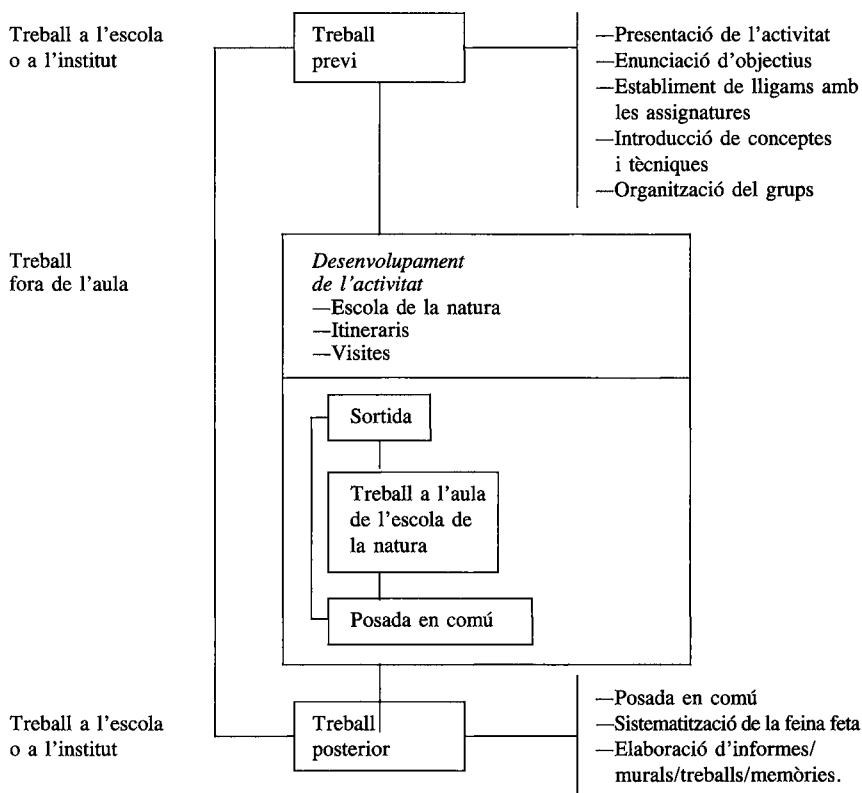 Treball a l'escola
o a l'institut
Treball
previ
—Presentació de l'activitat
—Enunciació d'objectius
—Establiment de lligams amb
les assignatures
—Introducció de conceptes
i tècniques
—Organització del grups
Treball
fora de l'aula
Desenvolupament
de l'activitat
—Escola de la natura
—Itineraris
—Visites
Sortida
Treball a l'aula
de l'escola de
la natura
Posada en comú
Treball a l'escola
o a l'institut
Treball
posterior
—Posada en comú
—Sistematització de la feina feta
—Elaboració d'informes/
murals/treballs/memòries.